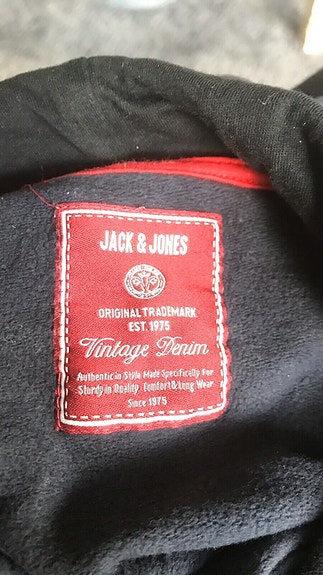 JACK & JONES
ORIGINAL TRADEMARK
EST. 1975
Vintage Denim
Authentic in Style Made Specifically for
Sturdy in Quality, Comfort & Long Wear
Since 1975